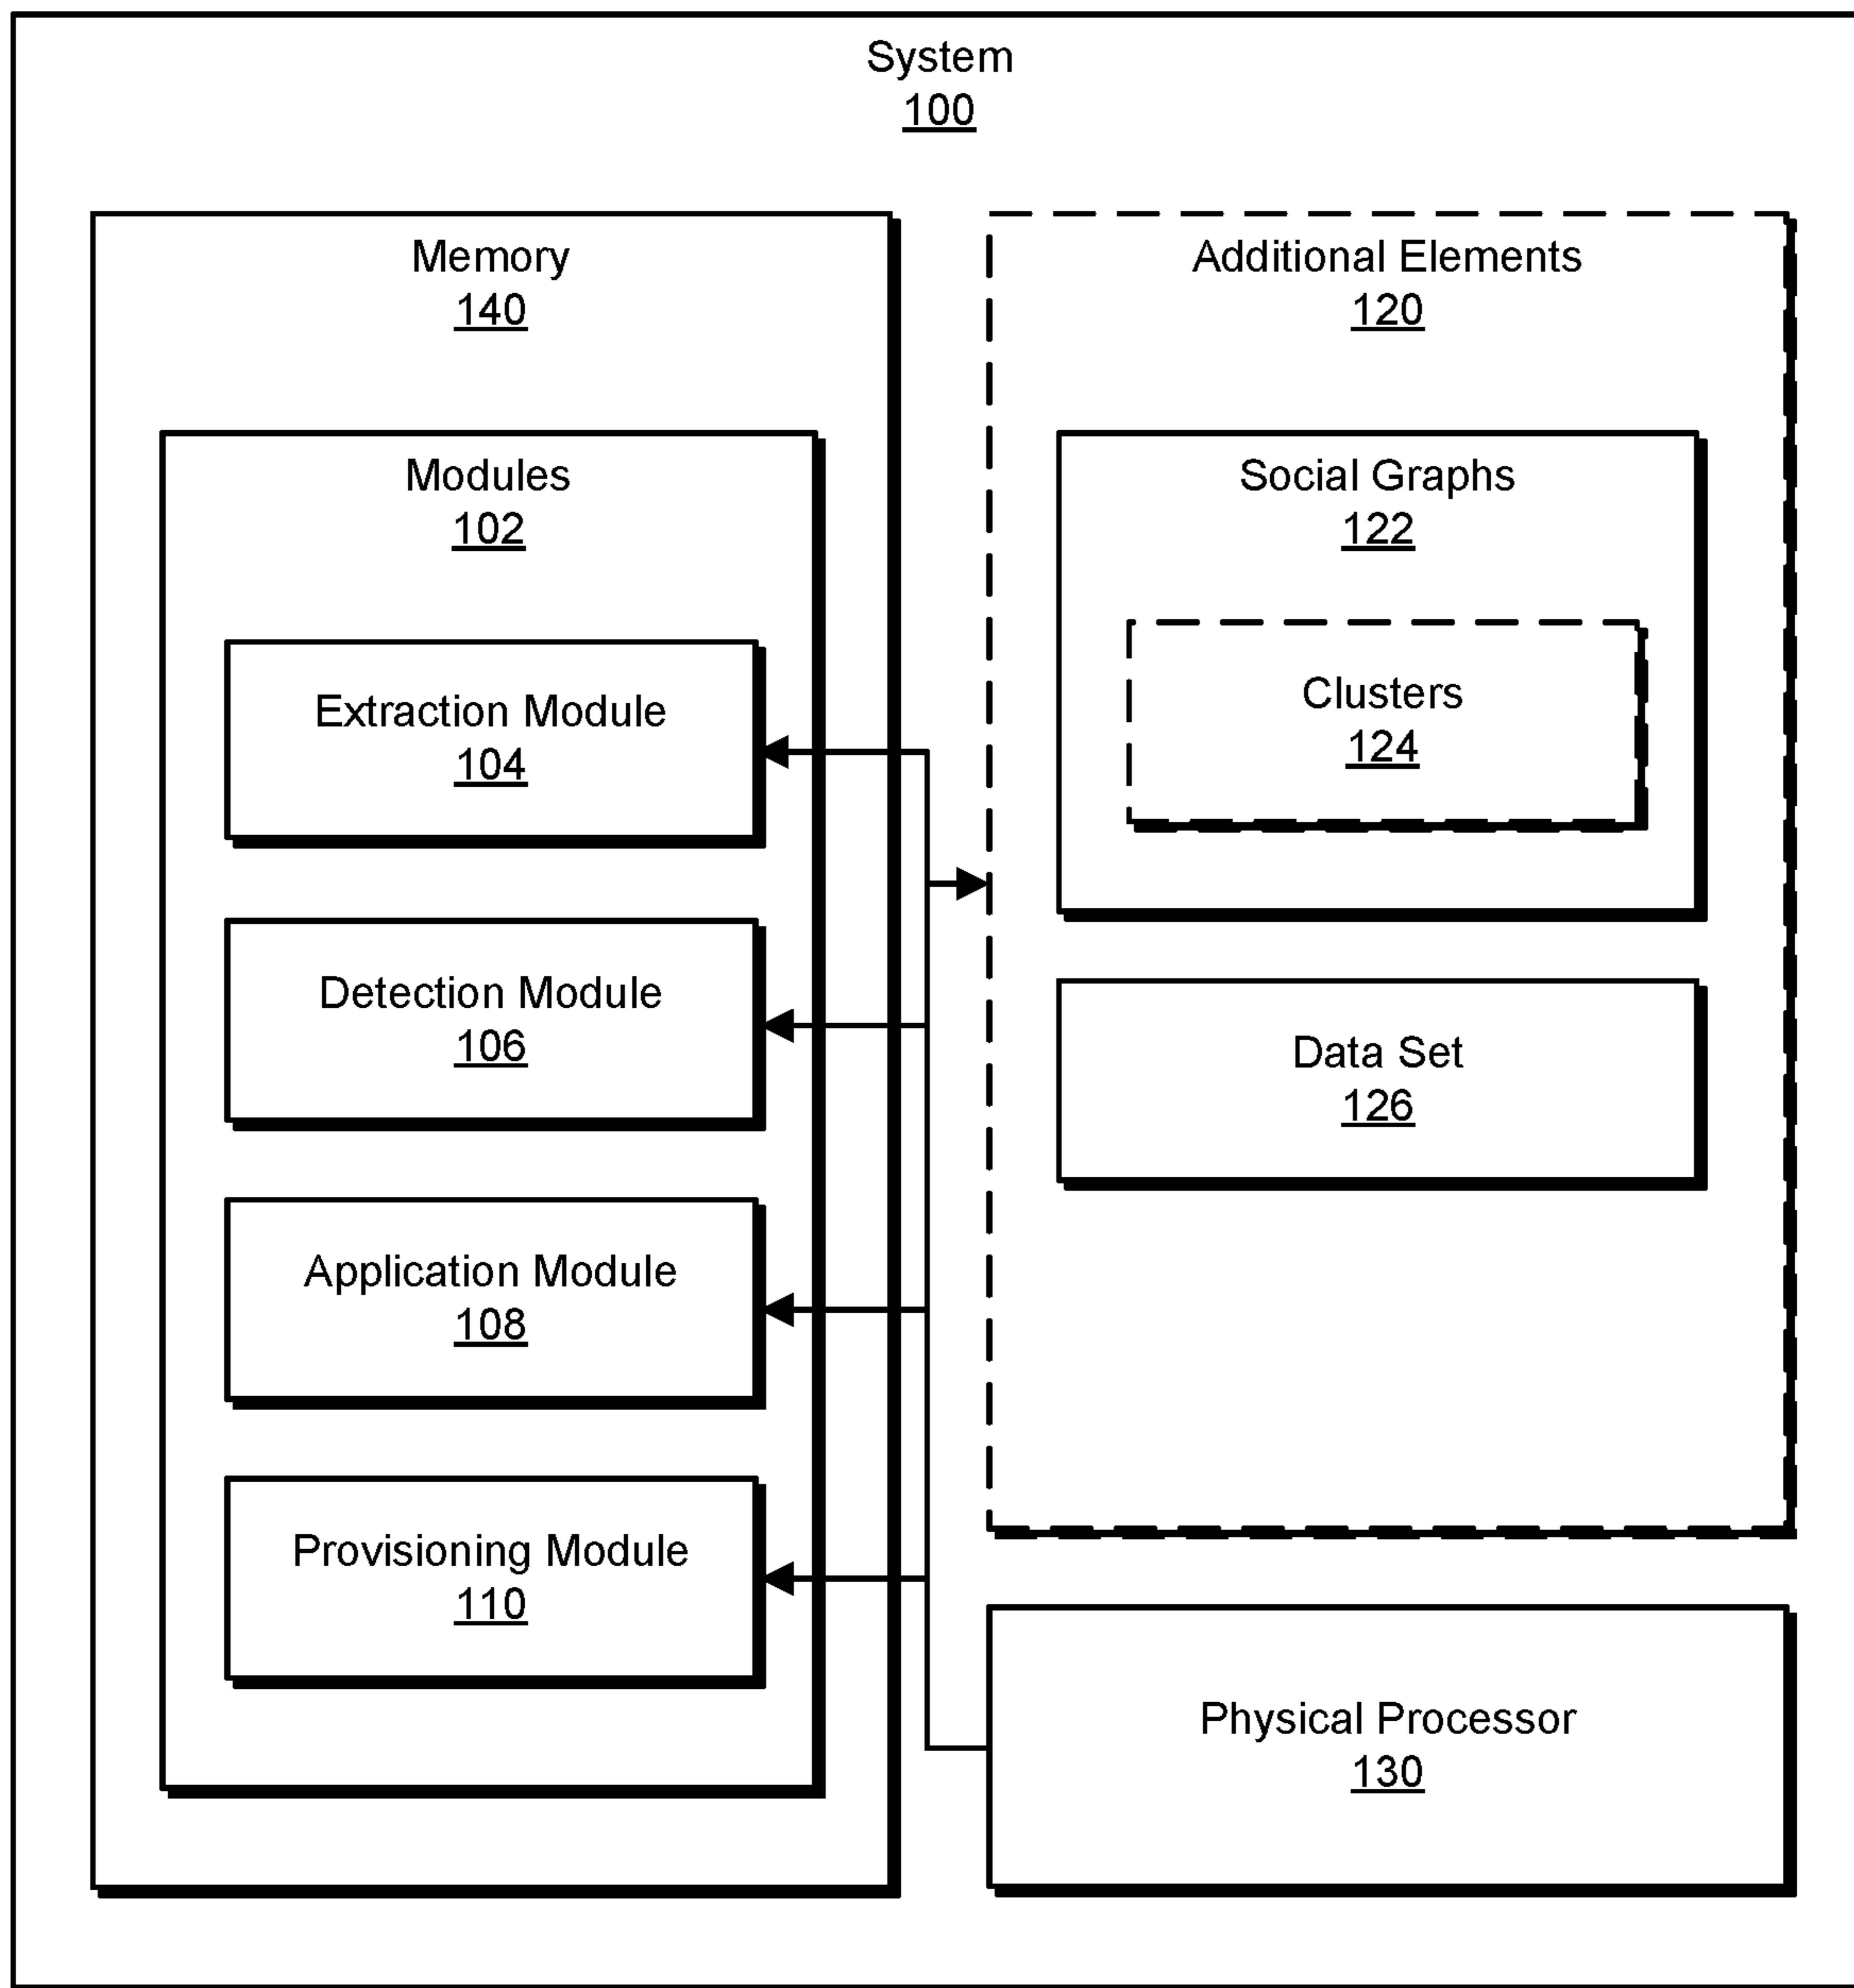 System
100
Memory
140
Modules
102
Extraction Module
104
Detection Module
106
Application Module
108
Provisioning Module
110
Additional Elements
120
Social Graphs
122
Clusters
124
Data Set
126
Physical Processor
130